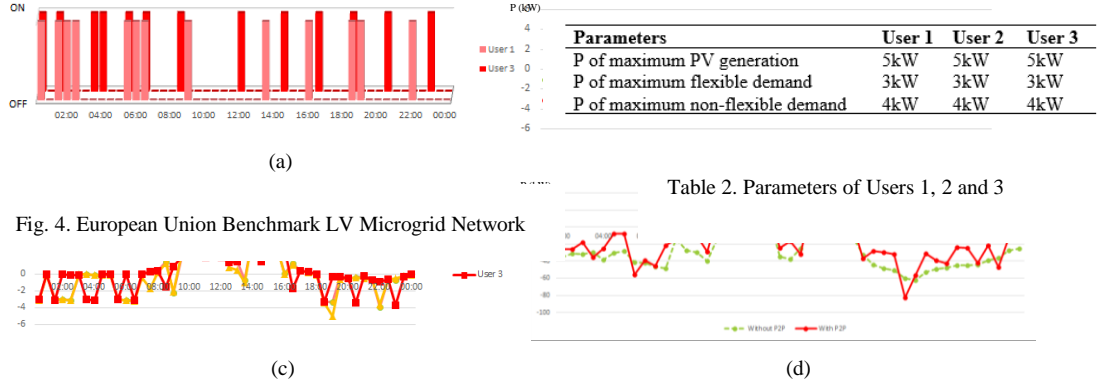 ON
OFF
02:00 04:00 06:00 08:00 10:00 12:00 14:00 16:00 18:00 20:00 22:00 00:00
User 1
User 3
(a)
P (kW)
4
2
0
-2
-4
-6
Parameters User 1 User 2 User 3
P of maximum PV generation 5kW 5kW 5kW
P of maximum flexible demand 3kW 3kW 3kW
P of maximum non-flexible demand 4kW 4kW 4kW
Table 2. Parameters of Users 1, 2 and 3
Fig. 4. European Union Benchmark LV Microgrid Network
0
-2
-4
-6
02:00 04:00 06:00 08:00 10:00 12:00 14:00 16:00 18:00 20:00 22:00 00:00
User 3
(c)
04:00
-60
-80
-100
Without P2P With P2P
(d)